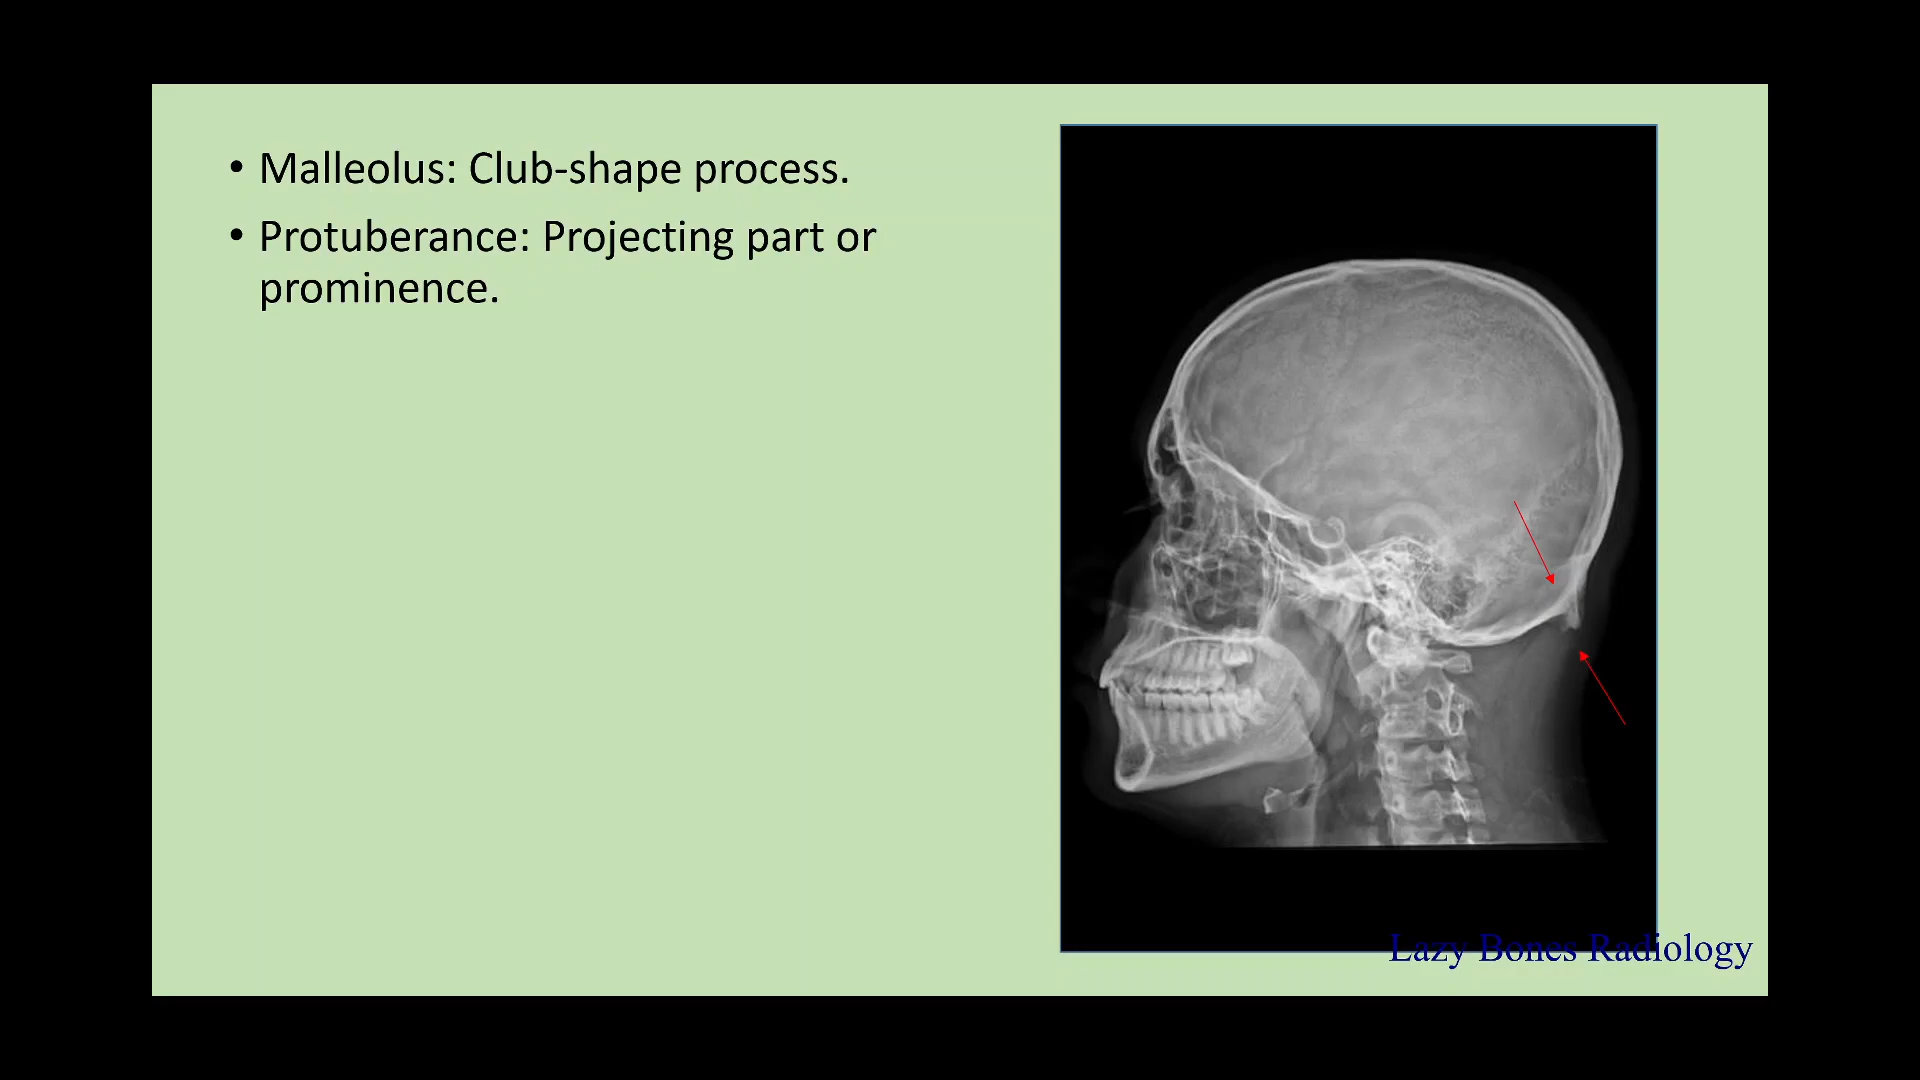 • Malleolus: Club-shape process.
• Protuberance: Projecting part or
prominence.
Lazy Bones Radiology